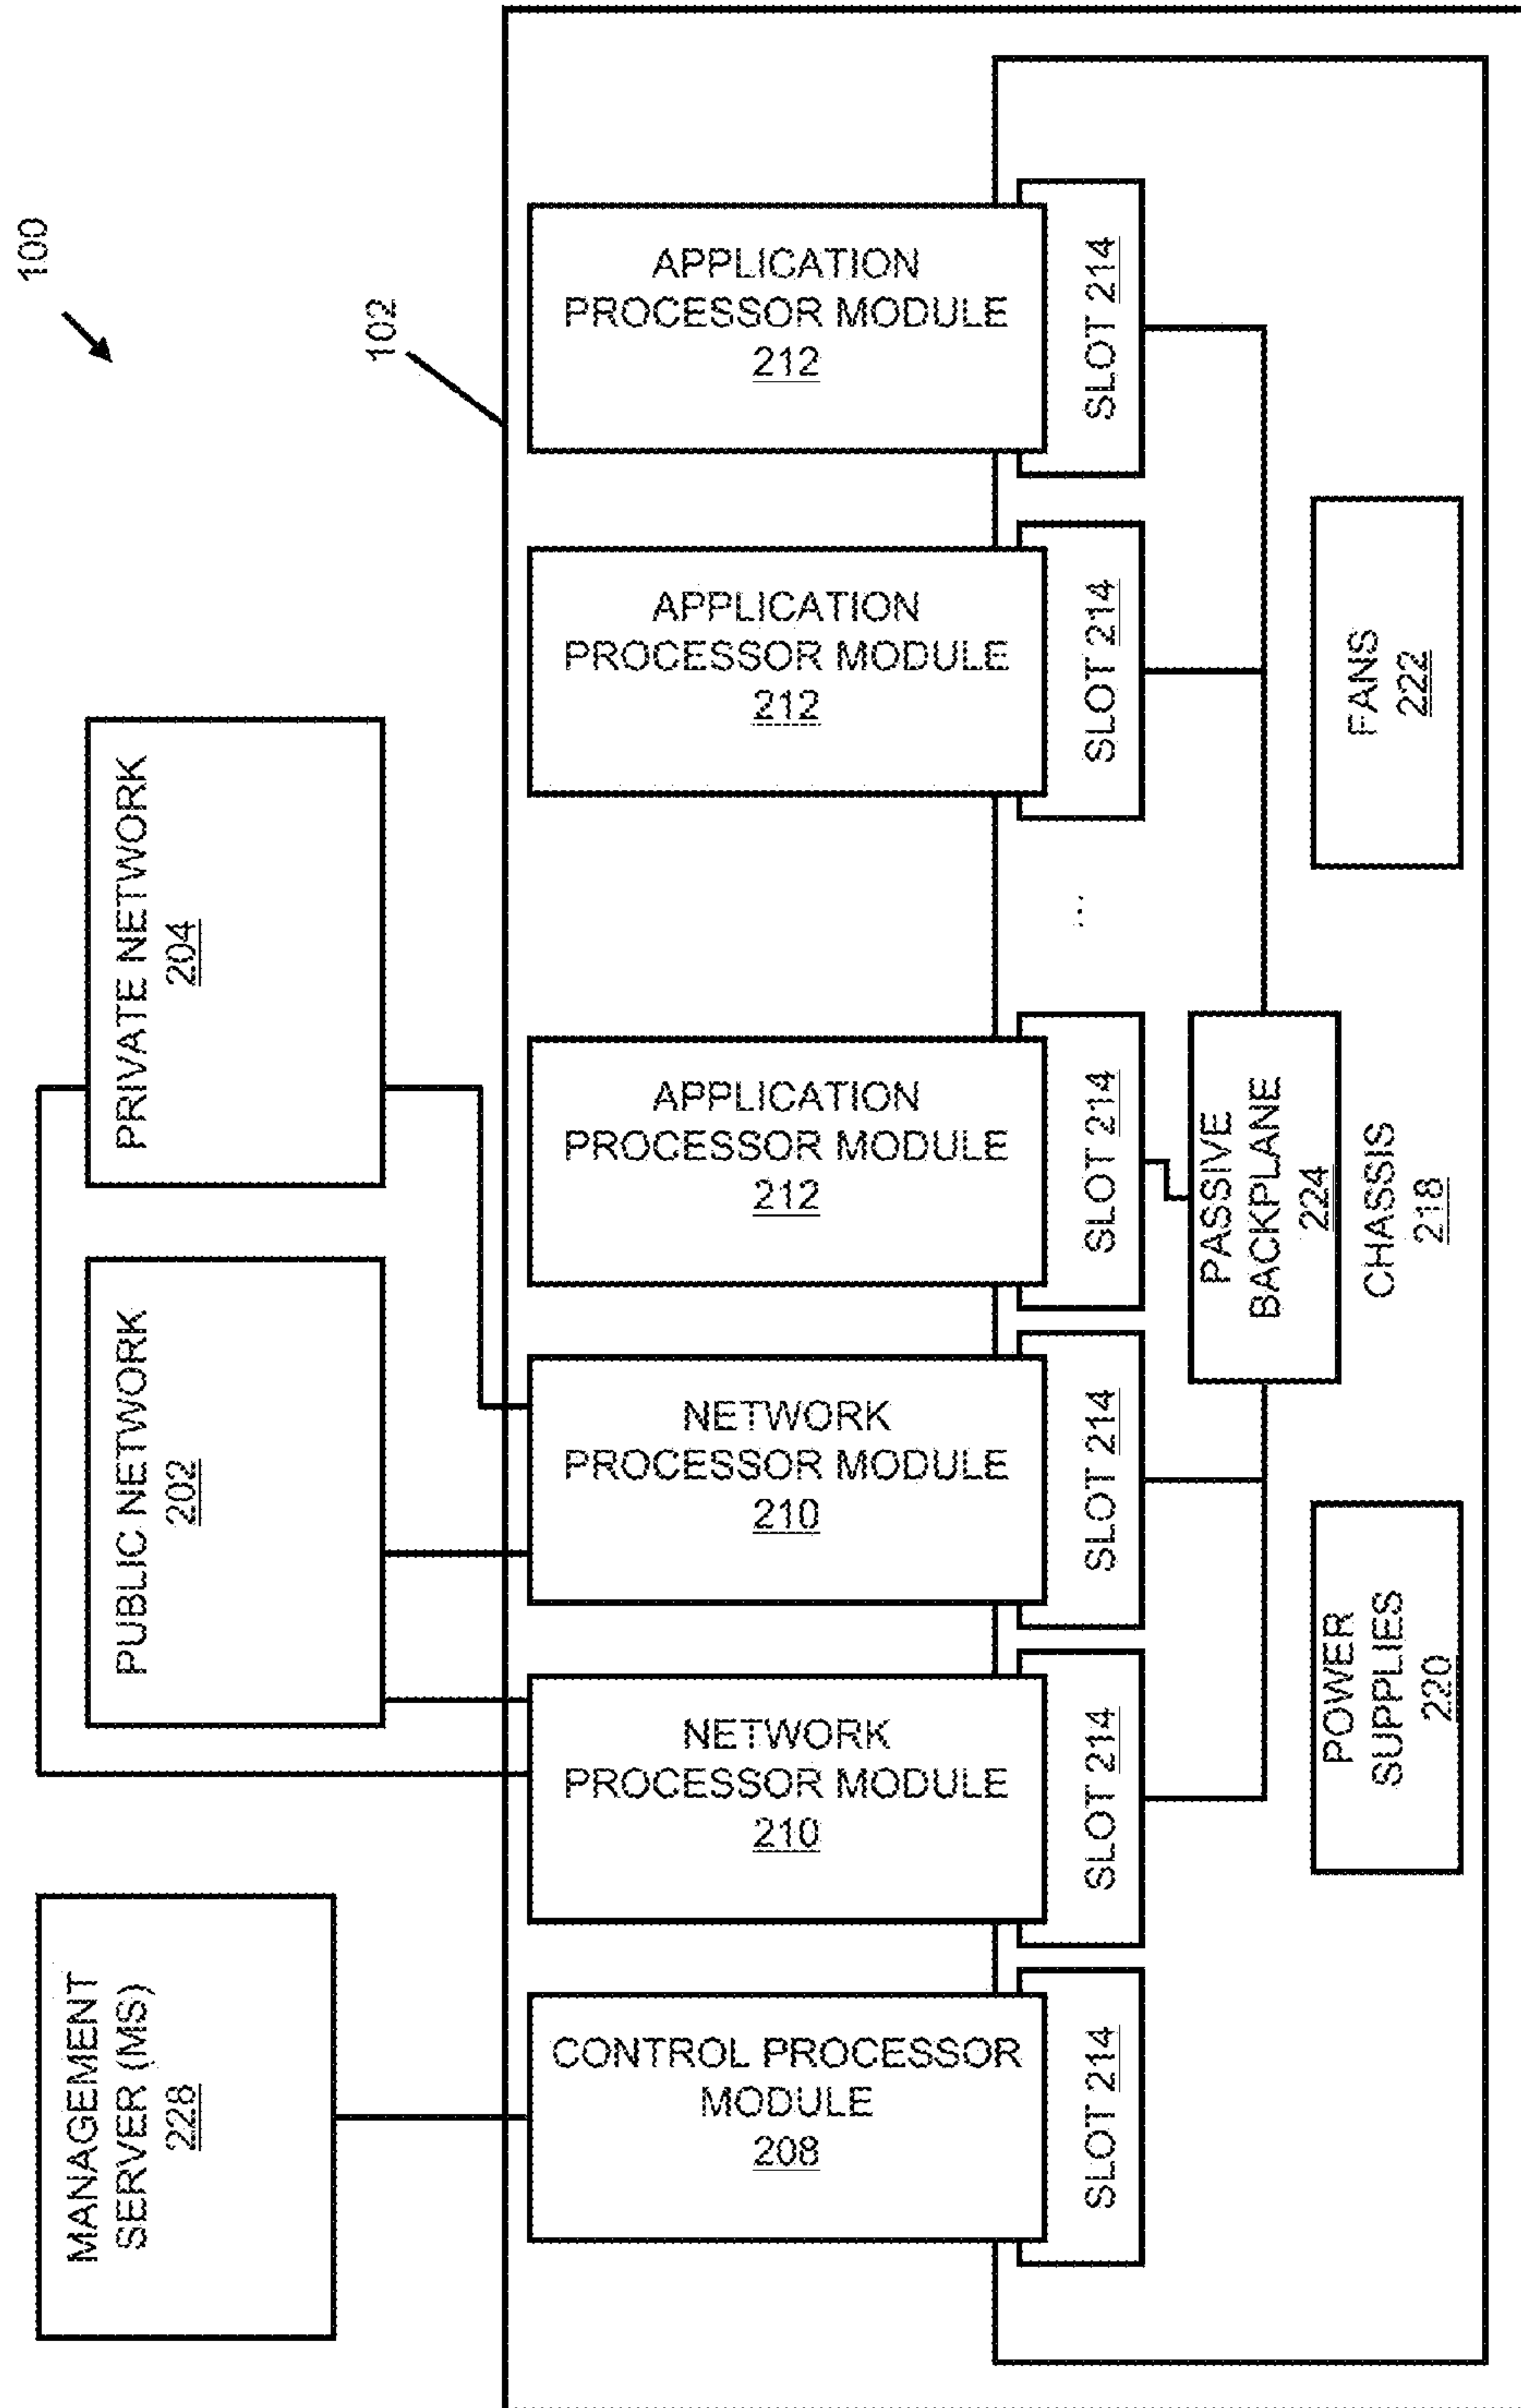 100
102
MANAGEMENT
SERVER (MS)
228
PUBLIC NETWORK
202
PRIVATE NETWORK
204
CONTROL PROCESSOR
MODULE
208
NETWORK
PROCESSOR MODULE
210
NETWORK
PROCESSOR MODULE
210
APPLICATION
PROCESSOR MODULE
212
APPLICATION
PROCESSOR MODULE
212
APPLICATION
PROCESSOR MODULE
212
SLOT 214
SLOT 214
SLOT 214
SLOT 214
...
SLOT 214
SLOT 214
PASSIVE
BACKPLANE
224
POWER
SUPPLIES
220
CHASSIS
218
FANS
222